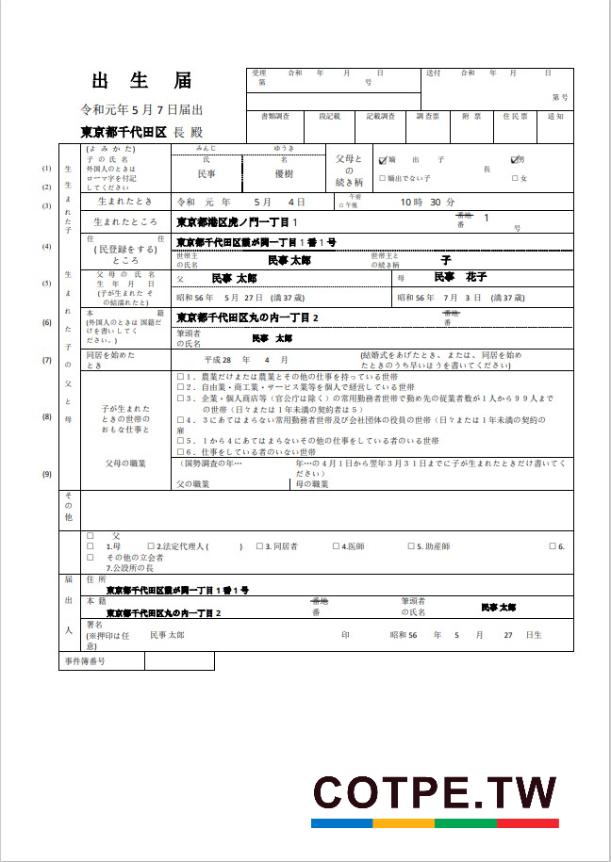 出 生 届
令和元年 5 月 7 日届出
東京都千代田区 長 殿
受理 令和 年 月 日
第 号
送付 令和 年 月 日
第 号
書類調査 段記載 記載調査 調 査 票 附 票 住 民 票 通 知
(1)
(2)
(3)
(4)
(5)
(6)
(7)
(8)
(9)
生まれた子
(よ み か た)
子 の 氏 名
外国人のときは
ローマ字を付記
してください
みんじ ゆうき
氏 名
民事 優樹
父母と
の
続き柄
☑嫡 出 子
□嫡出でない子
長
☑男
□女
生まれたとき
令和 元 年 5 月 4 日
午前
□午後
10 時 30 分
生まれたところ
東京都港区虎ノ門一丁目 1
番地
番
1
号
住 所
(住民登録をする)
ところ
東京都千代田区霞が関一丁目 1 番 1 号
世帯主
の氏名
民事 太郎
世帯主と
の続き柄
子
生まれた子の父と母
父 母 の 氏 名
生 年 月 日
(子が生まれた そ
父 民事 太郎
母 民事 花子
昭和 56 年 5 月 27 日 (満 37 歳)
昭和 56 年 7 月 3 日 (満 37 歳)
本 籍
(外国人のときは 国籍だ
けを書いしてく
ださい。)
東京都千代田区丸の内一丁目 2
番地
番
筆頭者
の氏名
民事 太郎
同居を始めた
とき
平成 28 年 4 月
(結婚式をあげたとき、または、同居を始め
たときのうち早いほうを書いてください)
子が生まれた
ときの世帯の
おもな仕事と
□１．農業だけまたは農業とその他の仕事を持っている世帯
□２．自由業・商工業・サービス業等を個人で経営している世帯
□３．企業・個人商店等（官公庁は除く）の常用勤務者世帯で勤め先の従業者数が１人から９９人まで
の世帯（日々または１年未満の契約者は５）
□４．３にあてはまらない常用勤務者世帯及び会社団体の役員の世帯（日々または１年未満の契約の
雇
□５．１から４にあてはまらないその他の仕事をしている者のいる世帯
□６．仕事をしている者のいない世帯
父母の職業
（国勢調査の年… 年…の４月１日から翌年３月３１日までに子が生まれたときだけ書いてく
ださい）
父の職業 母の職業
その他
□ 父
□ 1.母 □ 2.法定代理人 ( ) □ 3. 同居者 □ 4.医師 □ 5. 助産師 □ 6.
□ その他の立会者
7.公設所の長
届出人
住 所
東京都千代田区霞が関一丁目 1 番 1 号
本 籍
東京都千代田区丸の内一丁目 2
番地
番
筆頭者
の氏名
民事 太郎
署名
(※押印は任
意)
民事 太郎 印 昭和 56 年 5 月 27 日生
事件簿番号
COTPE.TW